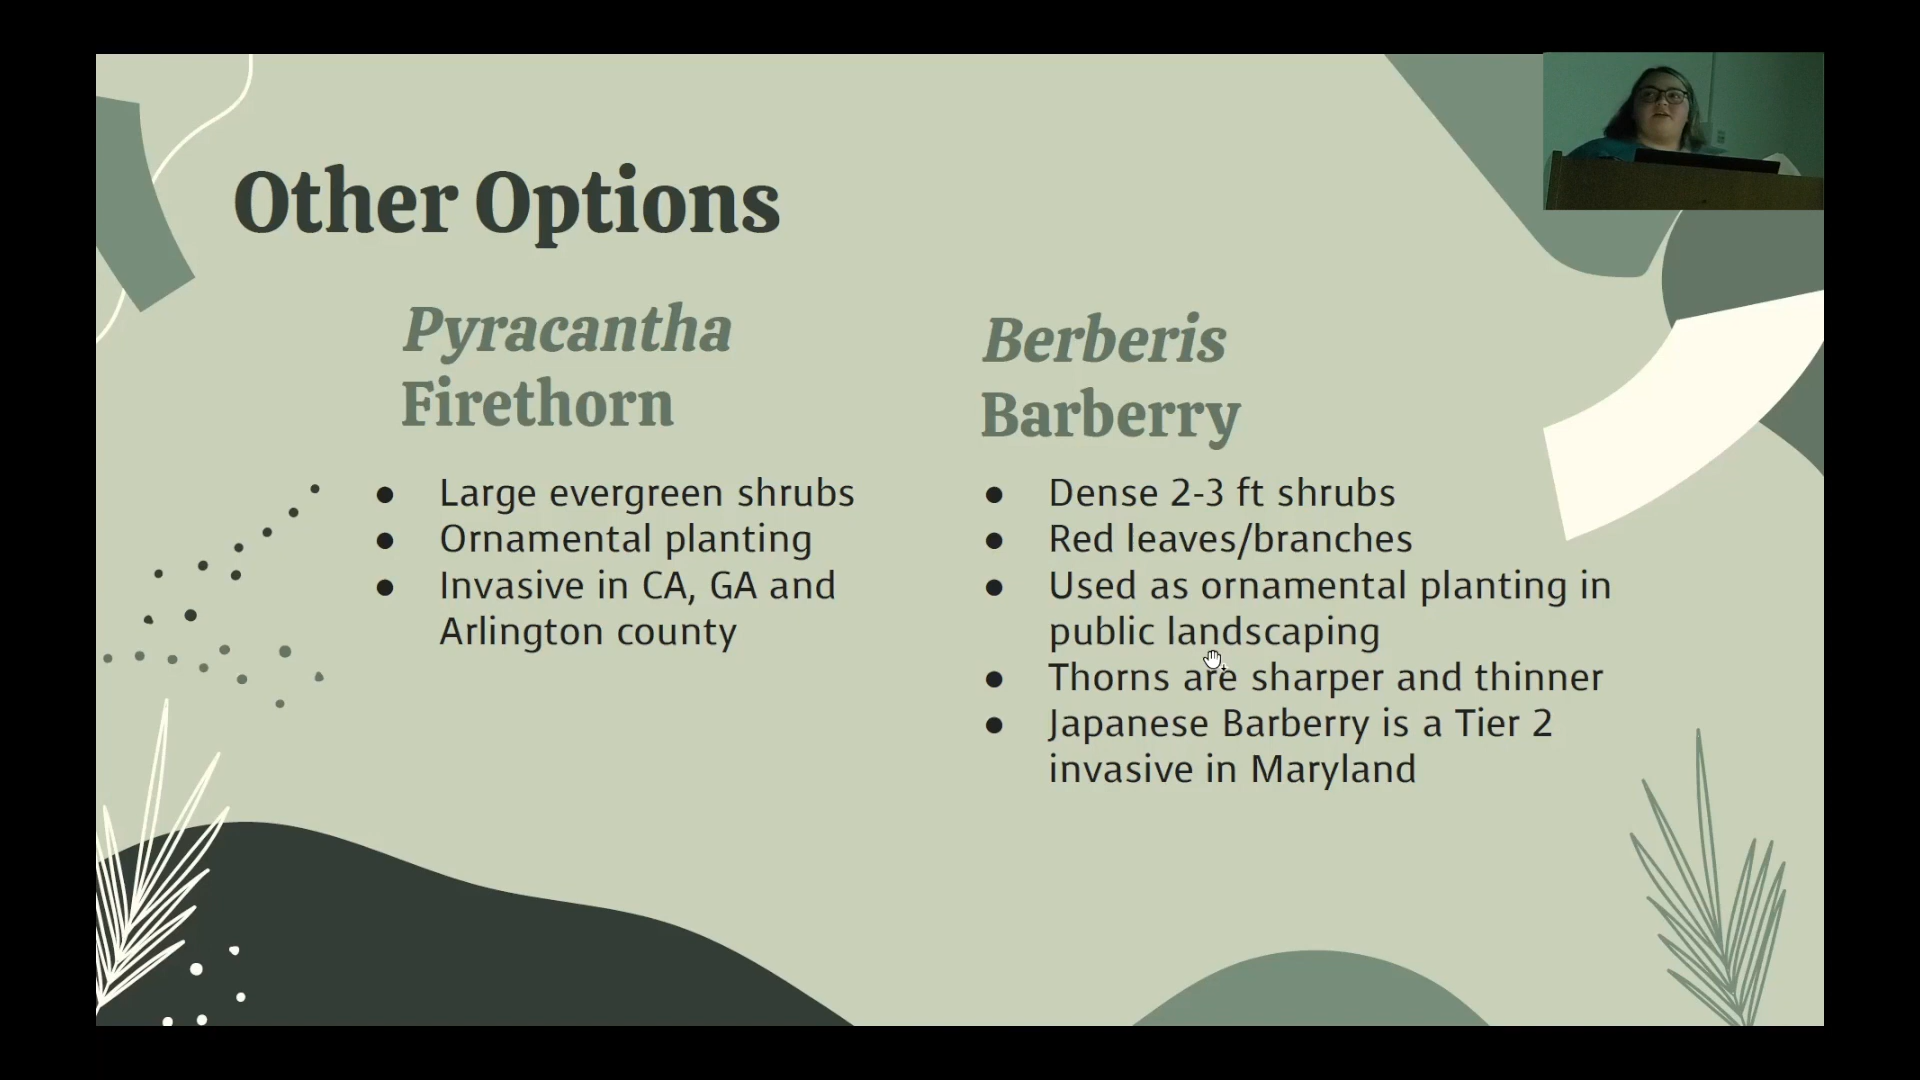 Other Options
Pyracantha
Firethorn
● Large evergreen shrubs
● Ornamental planting
● Invasive in CA, GA and
Arlington county
Berberis
Barberry
● Dense 2-3 ft shrubs
● Red leaves/branches
● Used as ornamental planting in
public landscaping
● Thorns are sharper and thinner
● Japanese Barberry is a Tier 2
invasive in Maryland